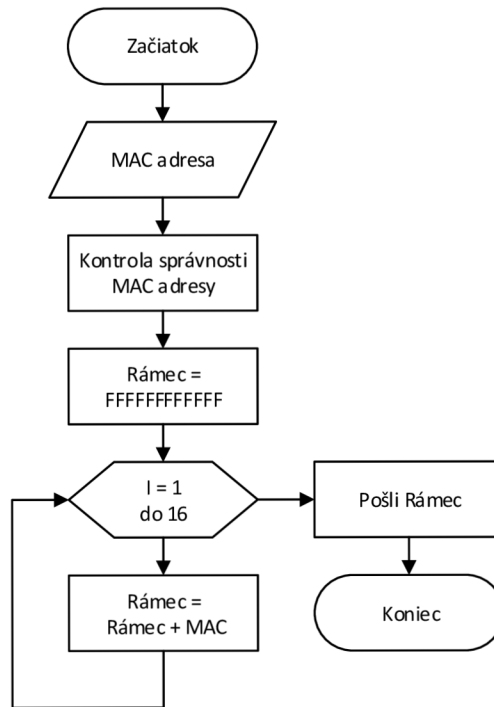 Začiatok
MAC adresa
Kontrola správnosti
MAC adresy
Rámec =
FFFFFFFFFFFF
I = 1
do 16
Pošli Rámec
Rámec =
Rámec + MAC
Koniec